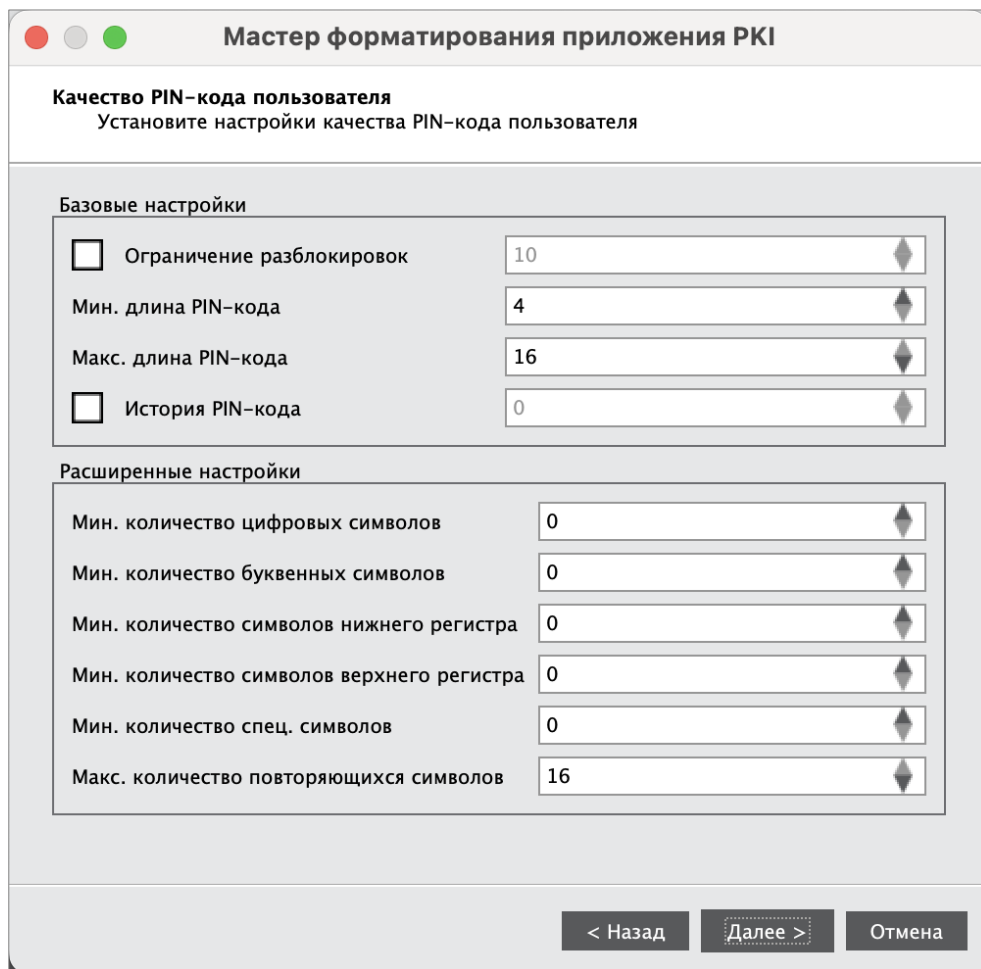 Мастер форматирования приложения PKI
Качество PIN-кода пользователя
Установите настройки качества PIN-кода пользователя
Базовые настройки
Ограничение разблокировок 10
Мин. длина PIN-кода 4
Макс. длина PIN-кода 16
История PIN-кода 0
Расширенные настройки
Мин. количество цифровых символов 0
Мин. количество буквенных символов 0
Мин. количество символов нижнего регистра 0
Мин. количество символов верхнего регистра 0
Мин. количество спец. символов 0
Макс. количество повторяющихся символов 16
< Назад Далее > Отмена